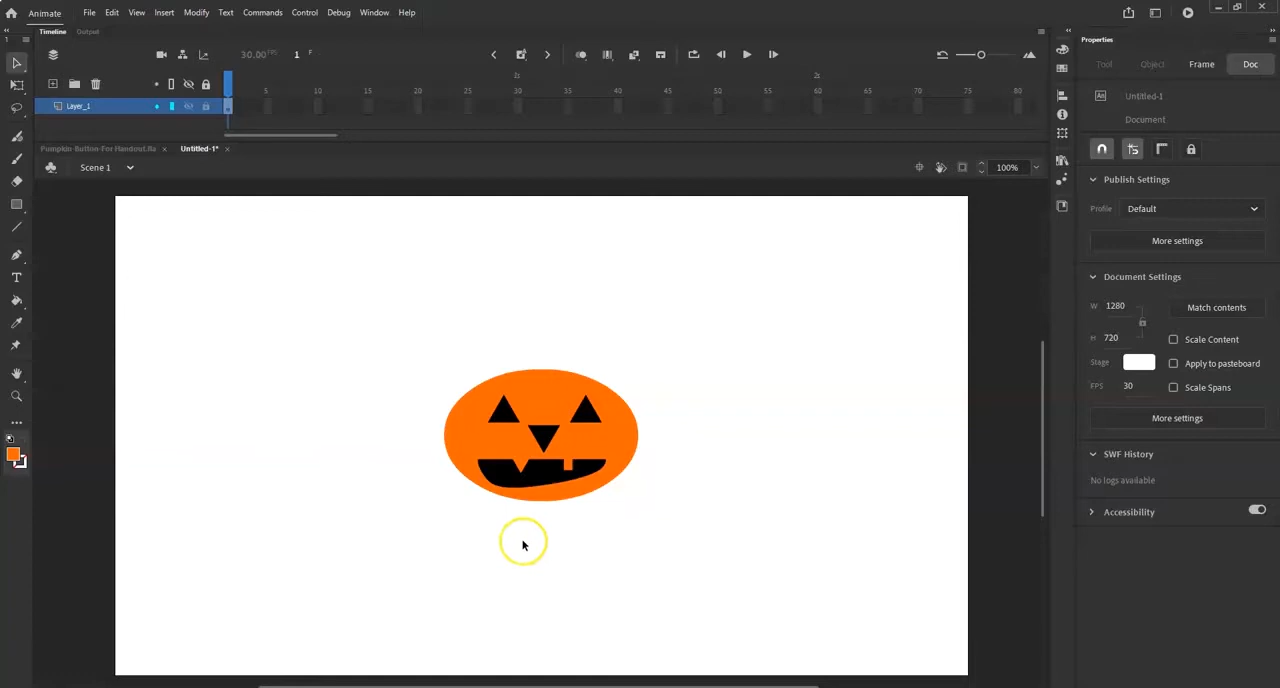 Animate File Edit View Insert Modify Text Commands Control Debug Window Help
Timeline Output
Properties
30.00 FPS 1 F
Tool Object Frame Doc
1s 2s
5 10 15 20 25 30 35 40 45 50 55 60 65 70 75 80
Layer_1
Untitled-1
Document
Pumpkin-Button-For Handout.fla × Untitled-1* ×
Scene 1 100%
Publish Settings
Profile Default
More settings
Document Settings
W 1280 Match contents
H 720 Scale Content
Stage Apply to pasteboard
FPS 30 Scale Spans
More settings
SWF History
No logs available
Accessibility